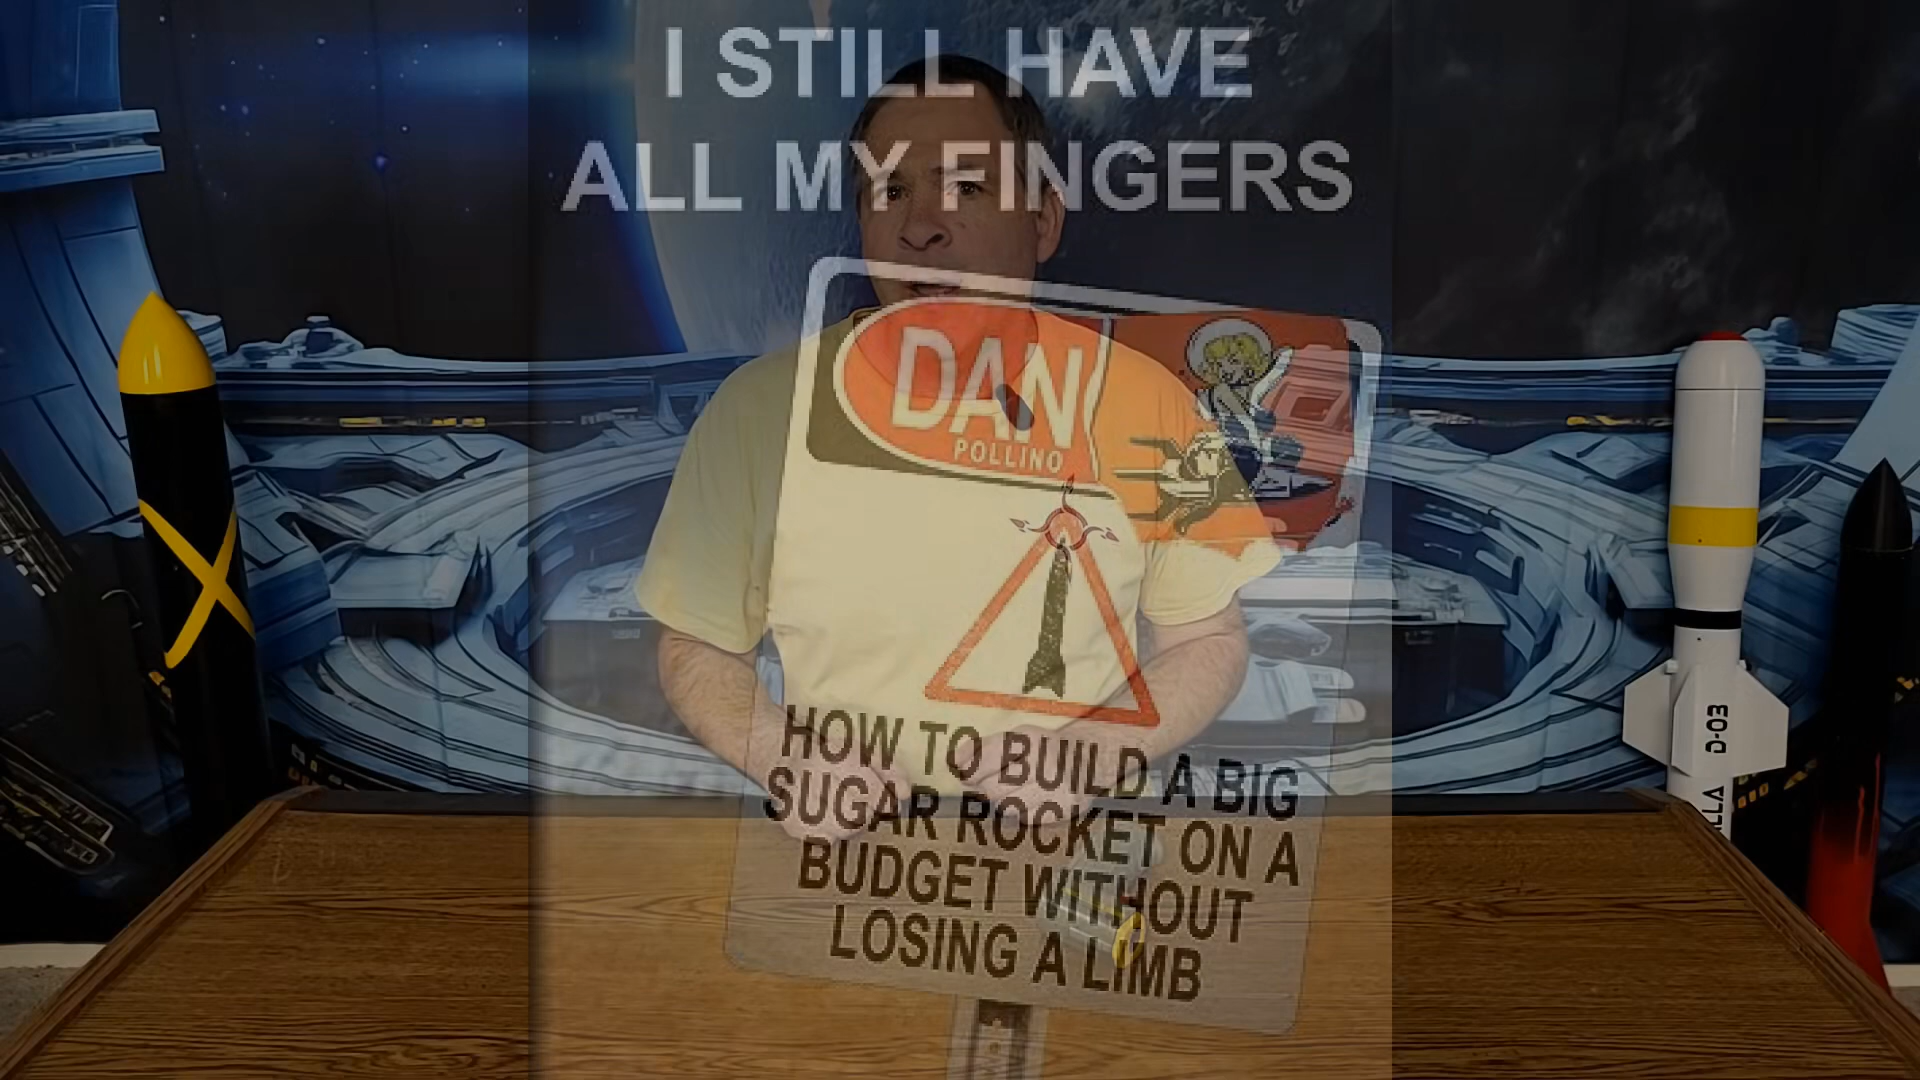 I STILL HAVE
ALL MY FINGERS
DAN
POLLINO
HOW TO BUILD A BIG
SUGAR ROCKET ON A
BUDGET WITHOUT
LOSING A LIMB
D-03